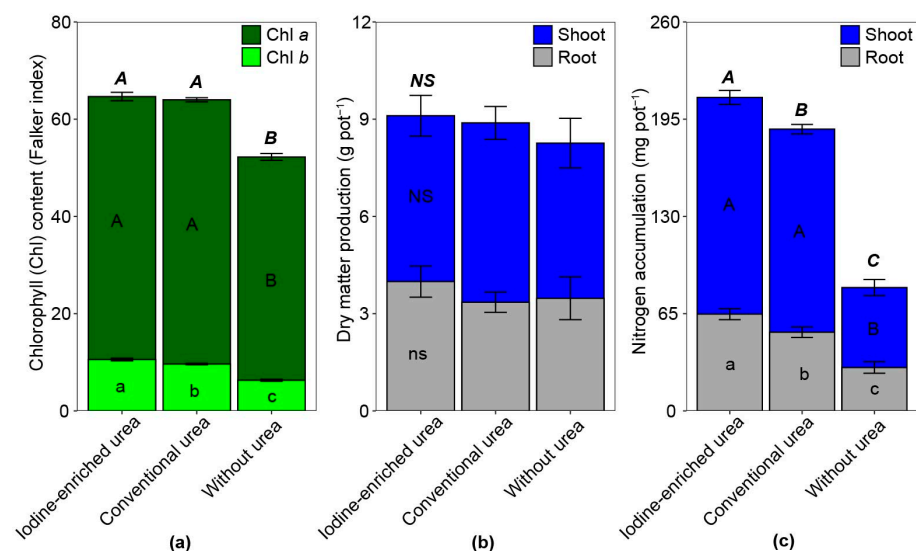 Chlorophyll (Chl) content (Falker index)
80
60
40
20
0
Chl a
Chl b
A
A
B
A
A
B
a
b
c
Iodine-enriched urea
Conventional urea
Without urea
(a)
Dry matter production (g pot⁻¹)
12
9
6
3
0
Shoot
Root
NS
NS
ns
Iodine-enriched urea
Conventional urea
Without urea
(b)
Nitrogen accumulation (mg pot⁻¹)
260
195
130
65
0
Shoot
Root
A
B
C
A
A
B
a
b
c
Iodine-enriched urea
Conventional urea
Without urea
(c)